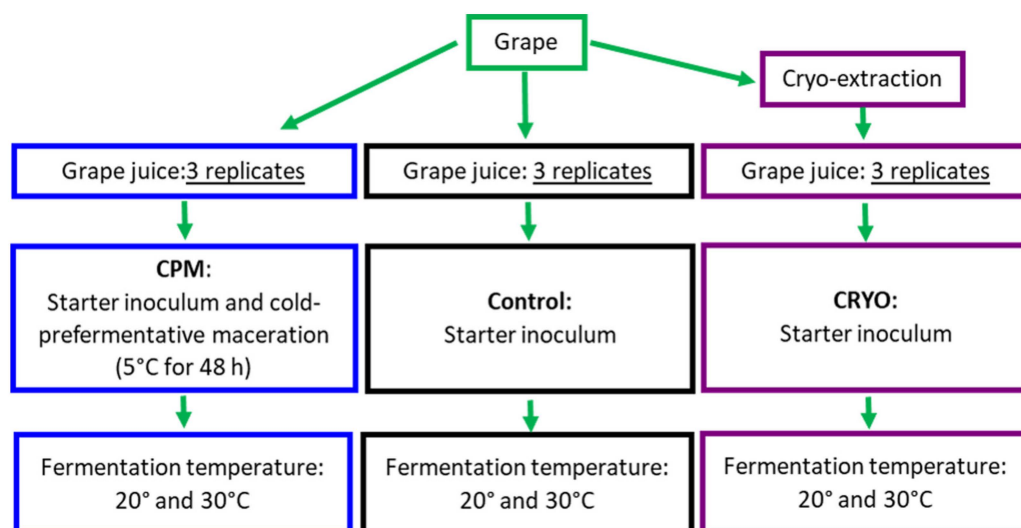 Grape
Cryo-extraction
Grape juice:3 replicates
Grape juice: 3 replicates
Grape juice: 3 replicates
CPM:
Starter inoculum and cold-
prefermentative maceration
(5°C for 48 h)
Control:
Starter inoculum
CRYO:
Starter inoculum
Fermentation temperature:
20° and 30°C
Fermentation temperature:
20° and 30°C
Fermentation temperature:
20° and 30°C